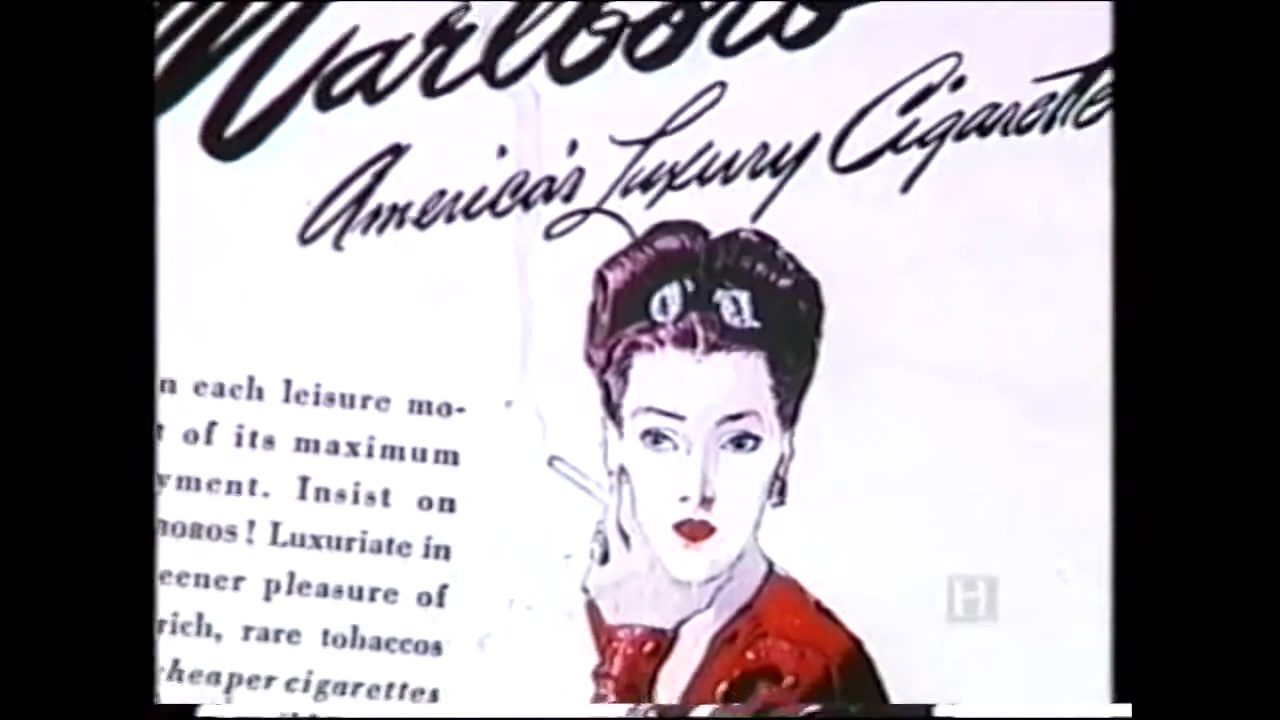 Marlboro
America's Luxury Cigarette
n each leisure mo-
t of its maximum
yment. Insist on
BOROS! Luxuriate in
eener pleasure of
rich, rare tobaccos
heaper cigarettes
H